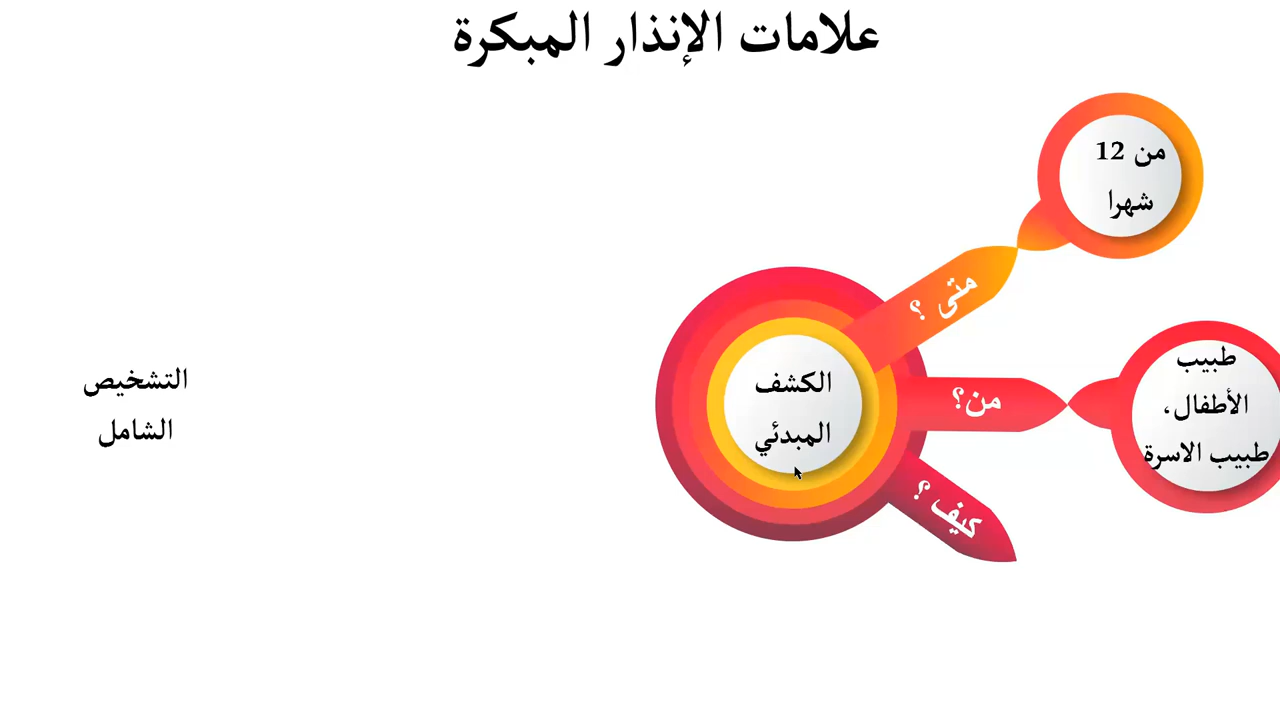 علامات الإنذار المبكرة
من 12
شهرا
متى ؟
الكشف
المبدئي
من؟
طبيب
الأطفال،
طبيب الاسرة
كيف ؟
التشخيص
الشامل